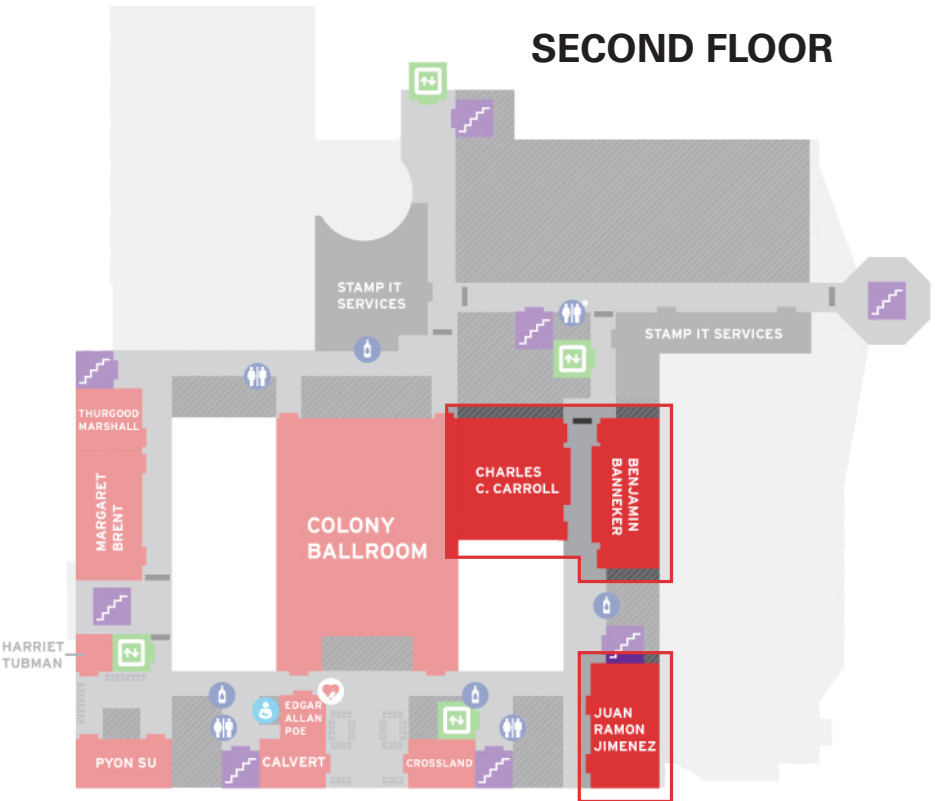 SECOND FLOOR
STAMP IT
SERVICES
STAMP IT SERVICES
THURGOOD
MARSHALL
MARGARET
BRENT
COLONY
BALLROOM
CHARLES
C. CARROLL
BENJAMIN
BANNEKER
HARRIET
TUBMAN
EDGAR
ALLAN
POE
JUAN
RAMON
JIMENEZ
PYON SU
CALVERT
CROSSLAND